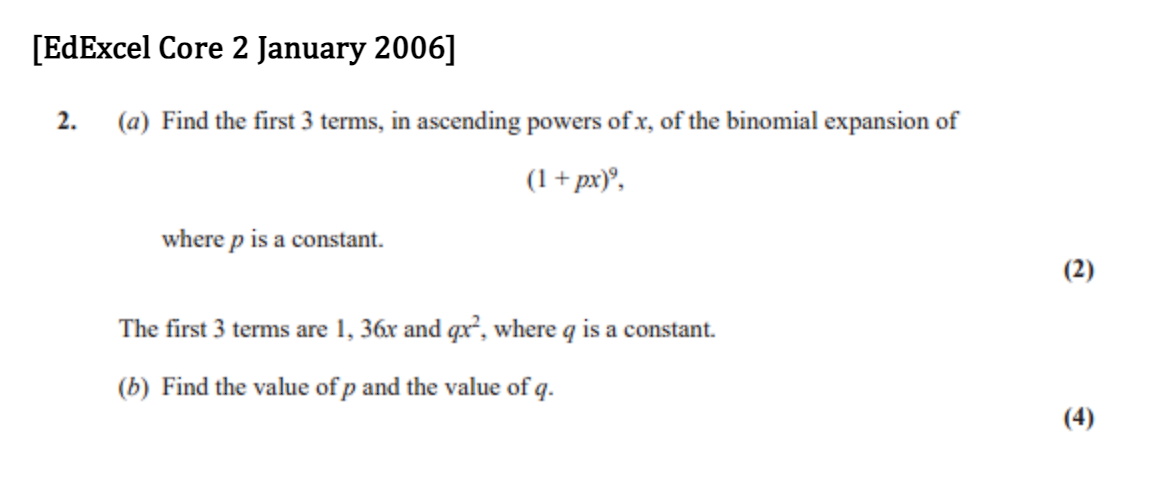 [EdExcel Core 2 January 2006]
2. (a) Find the first 3 terms, in ascending powers of x, of the binomial expansion of
(1 + px)⁹,
where p is a constant.
(2)
The first 3 terms are 1, 36x and qx², where q is a constant.
(b) Find the value of p and the value of q.
(4)